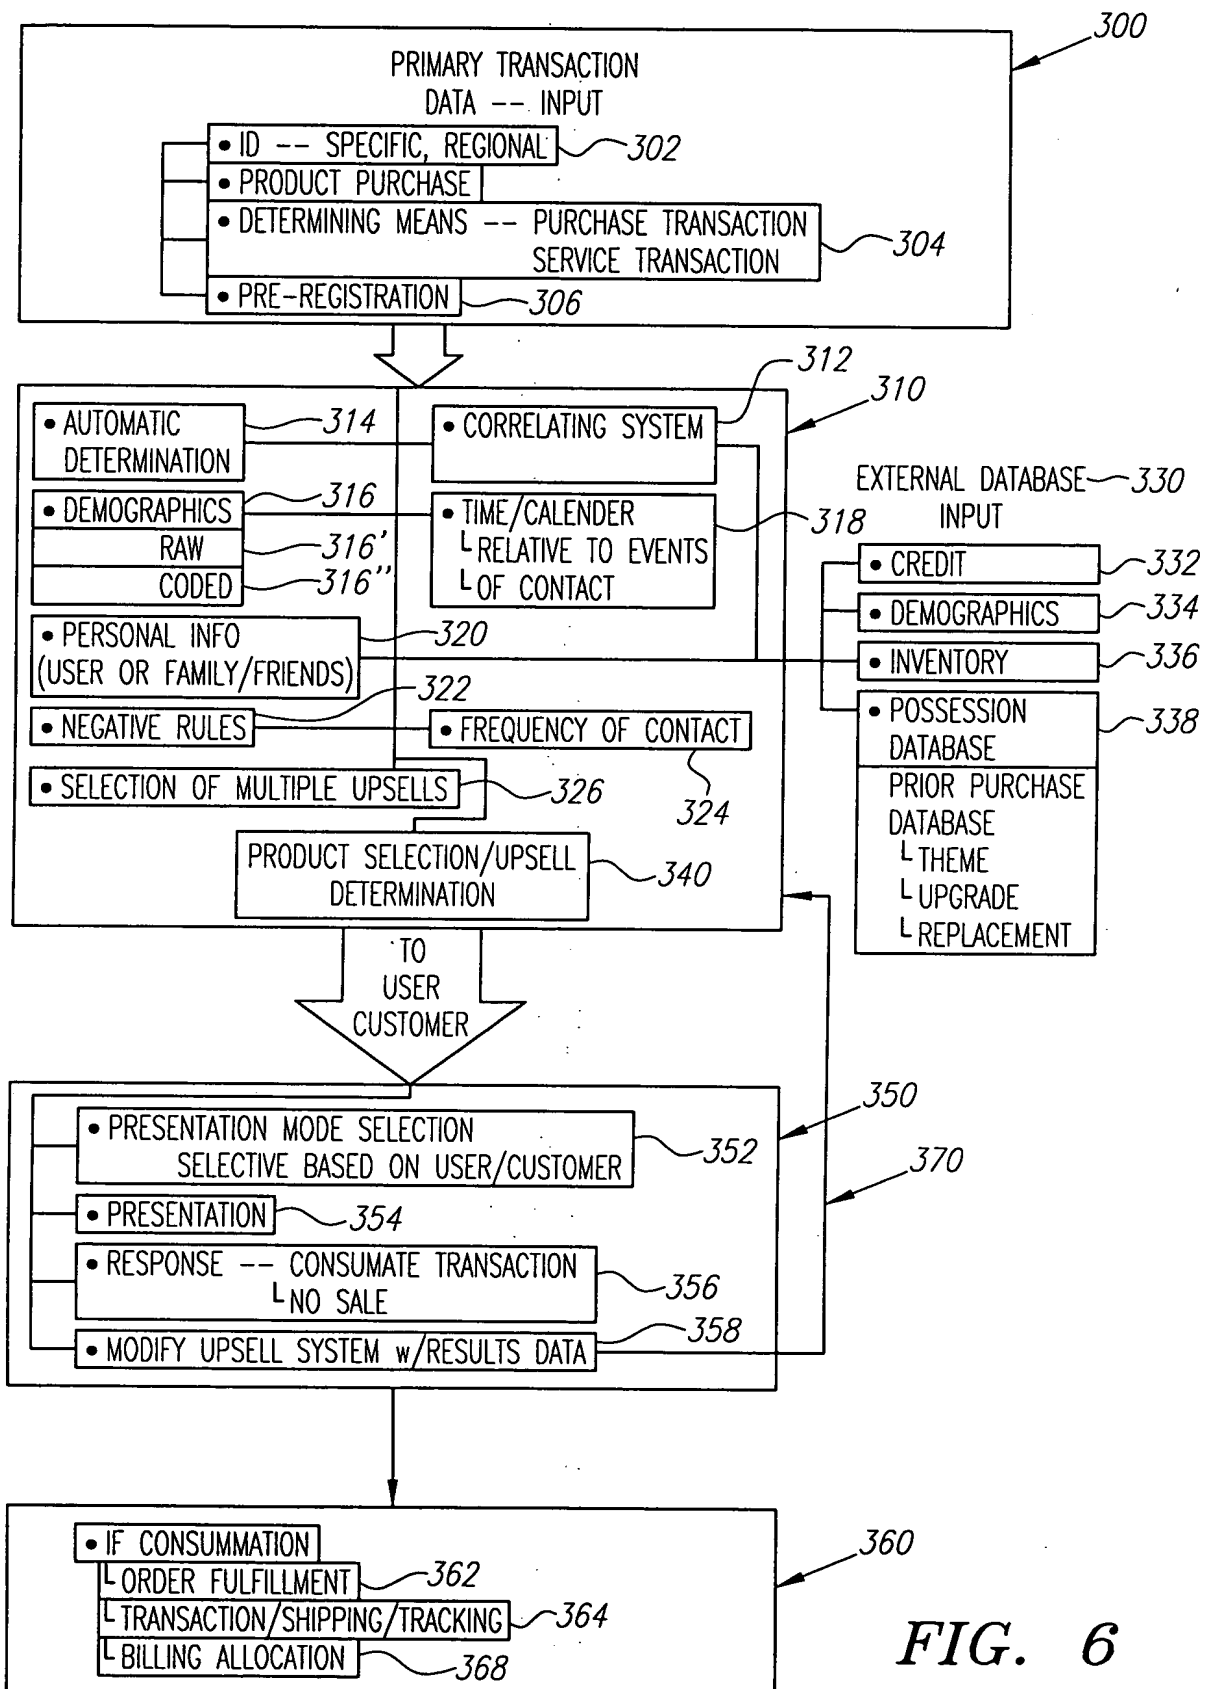 300
PRIMARY TRANSACTION
DATA -- INPUT
• ID -- SPECIFIC, REGIONAL
302
• PRODUCT PURCHASE
• DETERMINING MEANS -- PURCHASE TRANSACTION
SERVICE TRANSACTION
304
• PRE-REGISTRATION
306
312
310
• AUTOMATIC
DETERMINATION
314
• CORRELATING SYSTEM
• DEMOGRAPHICS
316
RAW
316'
CODED
316"
• TIME/CALENDER
RELATIVE TO EVENTS
OF CONTACT
318
• PERSONAL INFO
(USER OR FAMILY/FRIENDS)
320
322
• NEGATIVE RULES
• FREQUENCY OF CONTACT
324
• SELECTION OF MULTIPLE UPSELLS
326
PRODUCT SELECTION/UPSELL
DETERMINATION
340
EXTERNAL DATABASE
INPUT
330
• CREDIT
332
• DEMOGRAPHICS
334
• INVENTORY
336
• POSSESSION
DATABASE
338
PRIOR PURCHASE
DATABASE
THEME
UPGRADE
REPLACEMENT
TO
USER
CUSTOMER
350
• PRESENTATION MODE SELECTION
SELECTIVE BASED ON USER/CUSTOMER
352
370
• PRESENTATION
354
• RESPONSE -- CONSUMATE TRANSACTION
NO SALE
356
• MODIFY UPSELL SYSTEM w/RESULTS DATA
358
360
• IF CONSUMMATION
ORDER FULFILLMENT
362
TRANSACTION/SHIPPING/TRACKING
364
BILLING ALLOCATION
368
FIG. 6